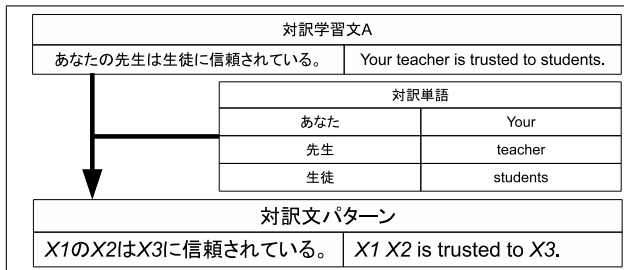 対訳学習文A
あなたの先生は生徒に信頼されている。 Your teacher is trusted to students.
対訳単語
あなた Your
先生 teacher
生徒 students
対訳文パターン
X1のX2はX3に信頼されている。 X1 X2 is trusted to X3.